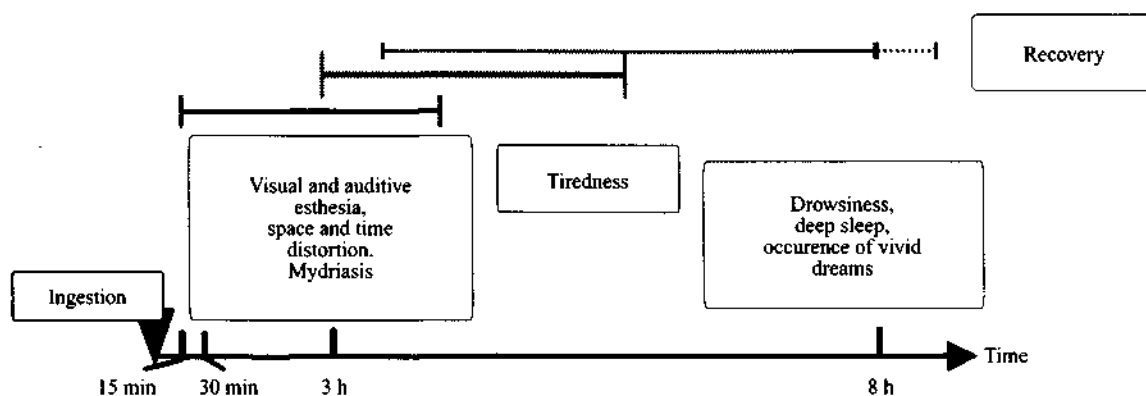 Recovery
Visual and auditive
esthesia,
space and time
distortion.
Mydriasis
Tiredness
Drowsiness,
deep sleep,
occurence of vivid
dreams
Ingestion
Time
15 min
30 min
3 h
8 h